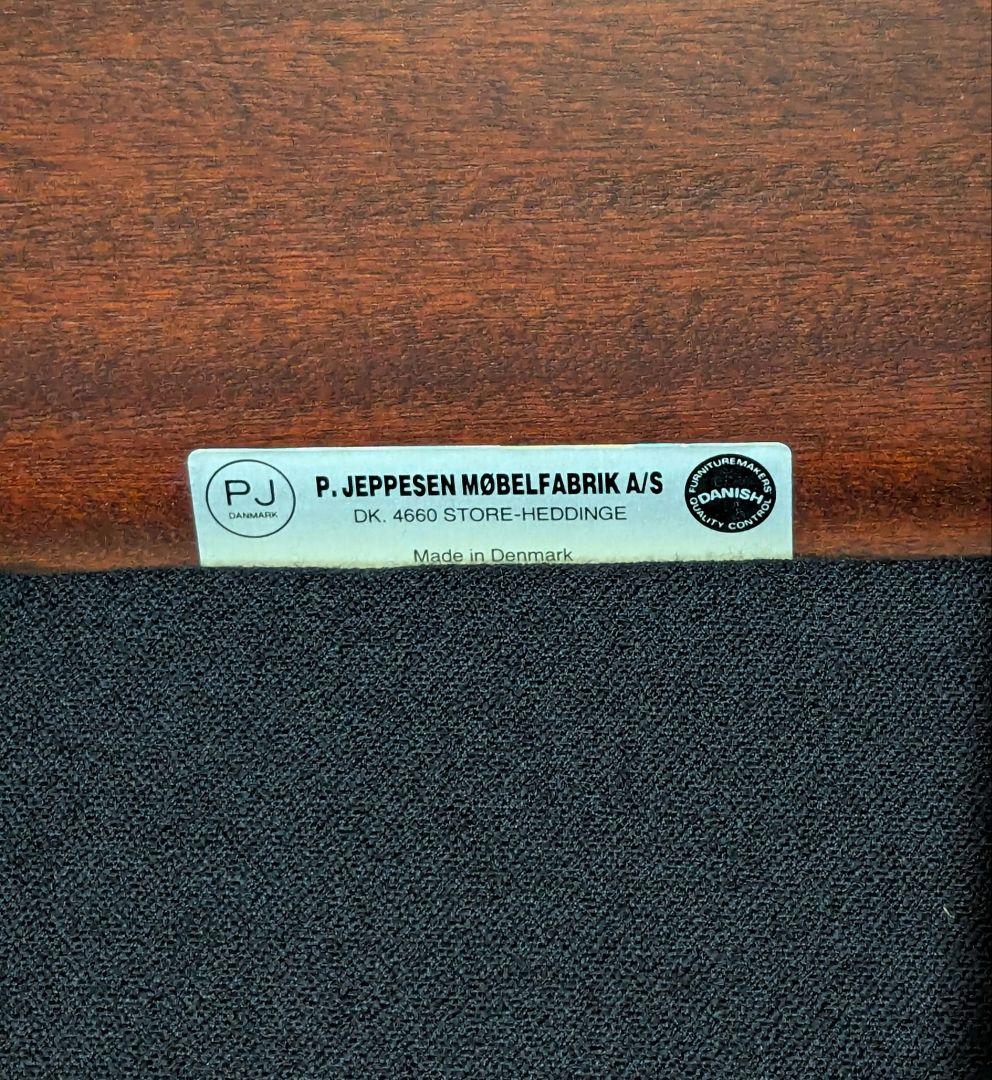 PJ
DANMARK
P. JEPPESEN MØBELFABRIK A/S
DK. 4660 STORE-HEDDINGE
Made in Denmark
FURNITUREMAKERS
DANISH
QUALITY CONTROL